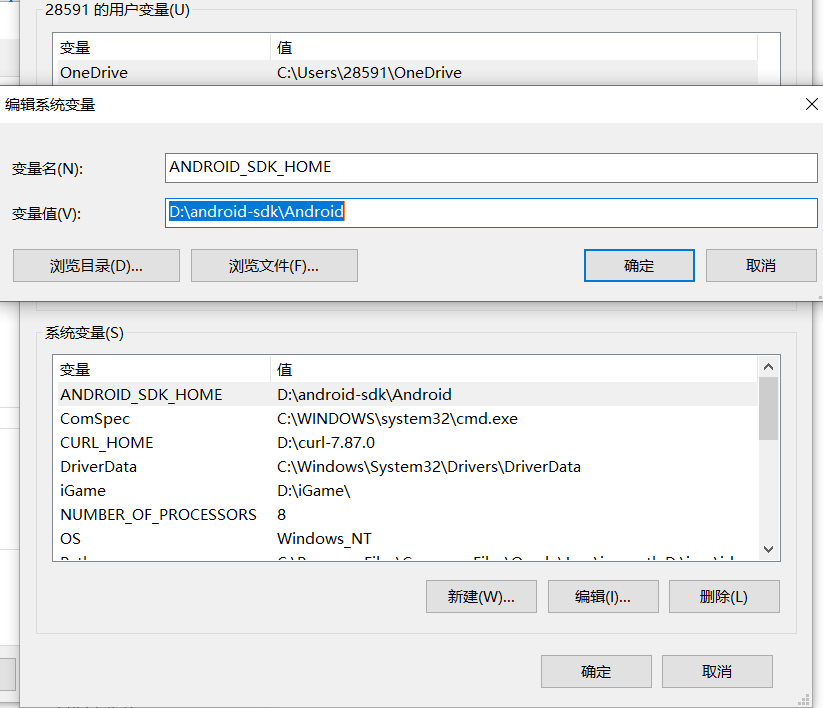 28591 的用户变量(U)
变量 值
OneDrive C:\Users\28591\OneDrive
编辑系统变量
变量名(N): ANDROID_SDK_HOME
变量值(V): D:\android-sdk\Android
浏览目录(D)... 浏览文件(F)... 确定 取消
系统变量(S)
变量 值
ANDROID_SDK_HOME D:\android-sdk\Android
ComSpec C:\WINDOWS\system32\cmd.exe
CURL_HOME D:\curl-7.87.0
DriverData C:\Windows\System32\Drivers\DriverData
iGame D:\iGame\
NUMBER_OF_PROCESSORS 8
OS Windows_NT
新建(W)... 编辑(I)... 删除(L)
确定 取消